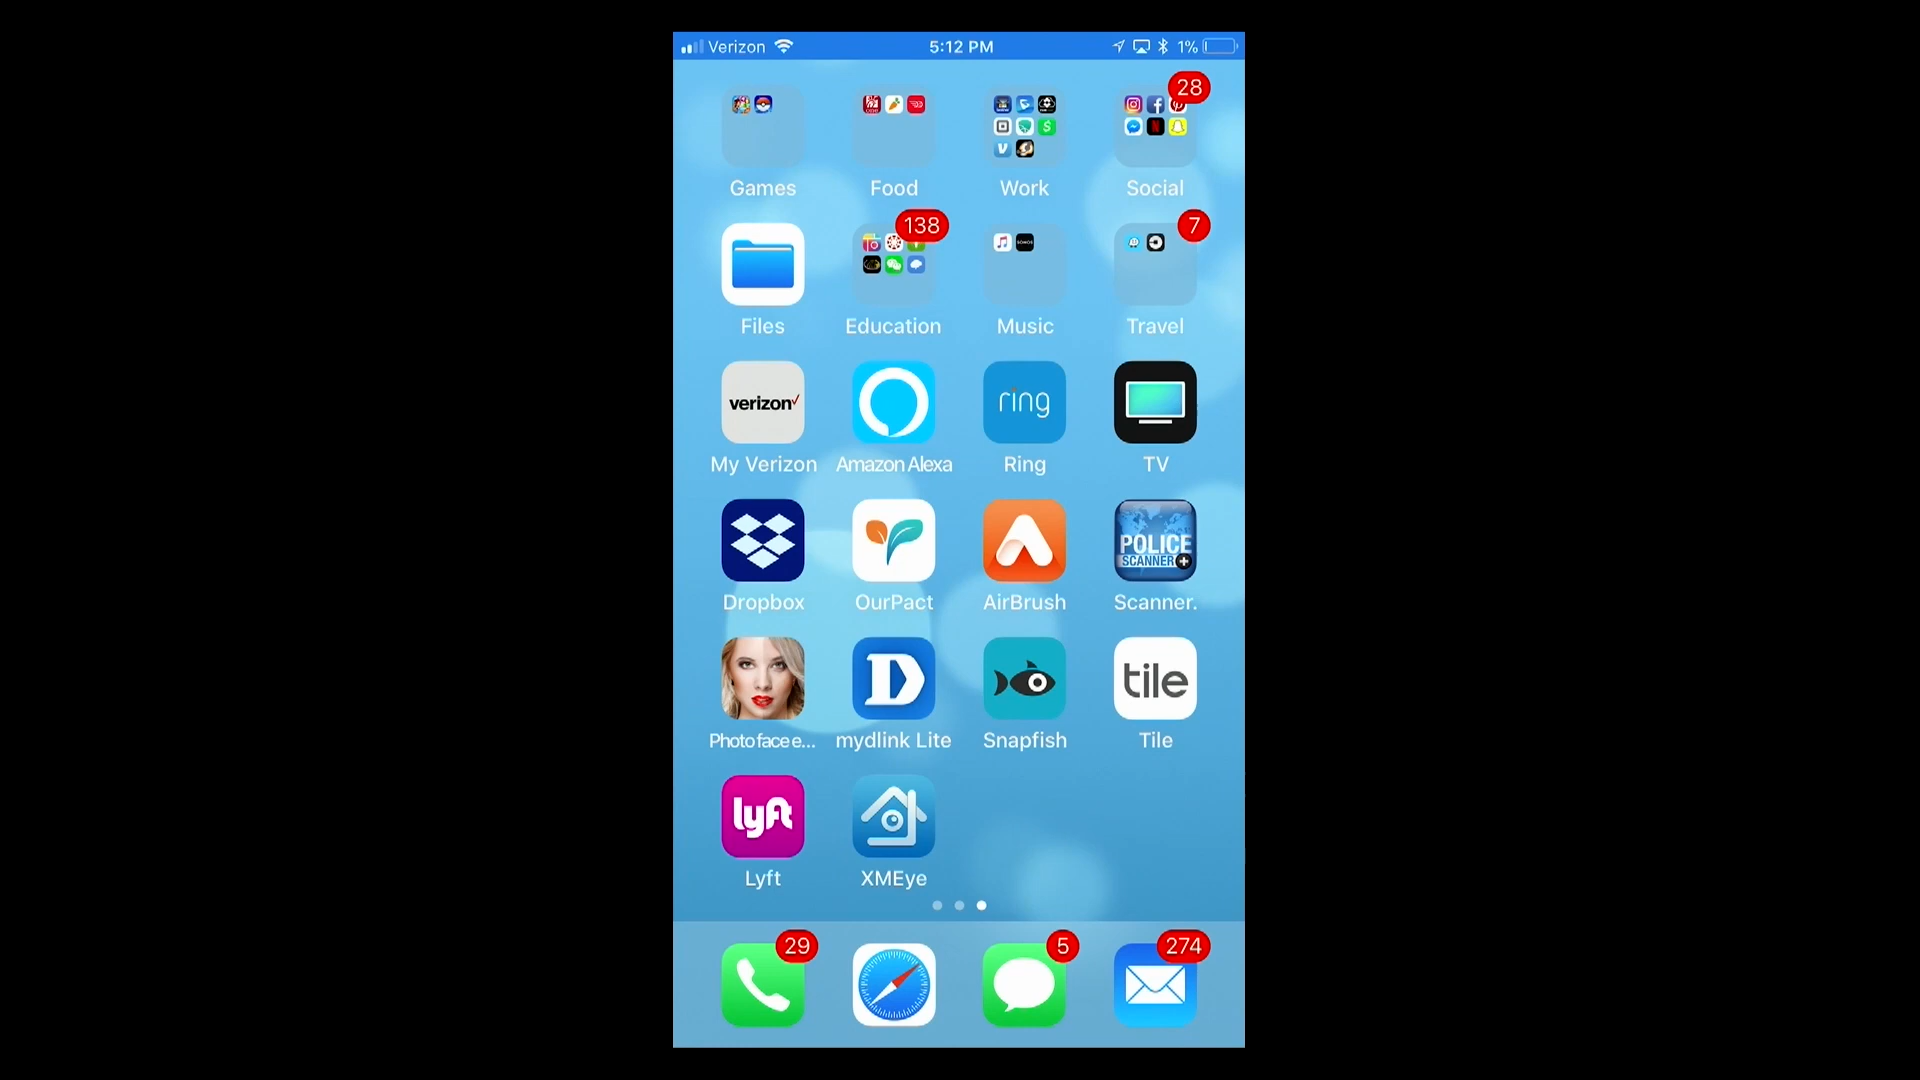 Verizon 5:12 PM 1%
28
Games Food Work Social
138 7
Files Education Music Travel
verizon ring
My Verizon Amazon Alexa Ring TV
POLICE
SCANNER
Dropbox OurPact AirBrush Scanner.
D tile
Photo face e... mydlink Lite Snapfish Tile
lyft
Lyft XMEye
29 5 274